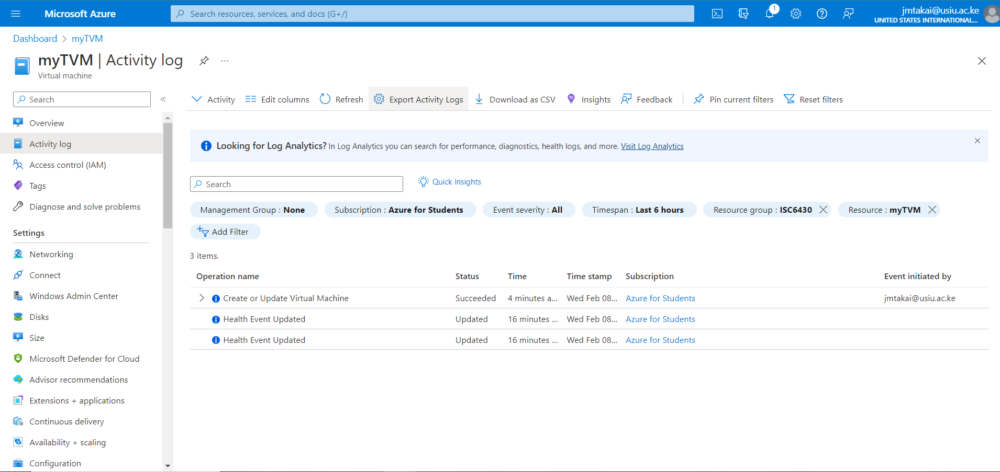 Microsoft Azure
Search resources, services, and docs (G+/)
1
jmtakai@usiu.ac.ke
UNITED STATES INTERNATIONAL...
Dashboard > myTVM
myTVM | Activity log
...
Virtual machine
Search
«
Activity
Edit columns
Refresh
Export Activity Logs
Download as CSV
Insights
Feedback
Pin current filters
Reset filters
Overview
Activity log
Access control (IAM)
Tags
Diagnose and solve problems
Settings
Networking
Connect
Windows Admin Center
Disks
Size
Microsoft Defender for Cloud
Advisor recommendations
Extensions + applications
Continuous delivery
Availability + scaling
Configuration
Looking for Log Analytics? In Log Analytics you can search for performance, diagnostics, health logs, and more. Visit Log Analytics
Search
Quick Insights
Management Group : None
Subscription : Azure for Students
Event severity : All
Timespan : Last 6 hours
Resource group : ISC6430
Resource : myTVM
Add Filter
3 items.
Operation name Status Time Time stamp Subscription Event initiated by
Create or Update Virtual Machine Succeeded 4 minutes a... Wed Feb 08... Azure for Students jmtakai@usiu.ac.ke
Health Event Updated Updated 16 minutes ... Wed Feb 08... Azure for Students
Health Event Updated Updated 16 minutes ... Wed Feb 08... Azure for Students